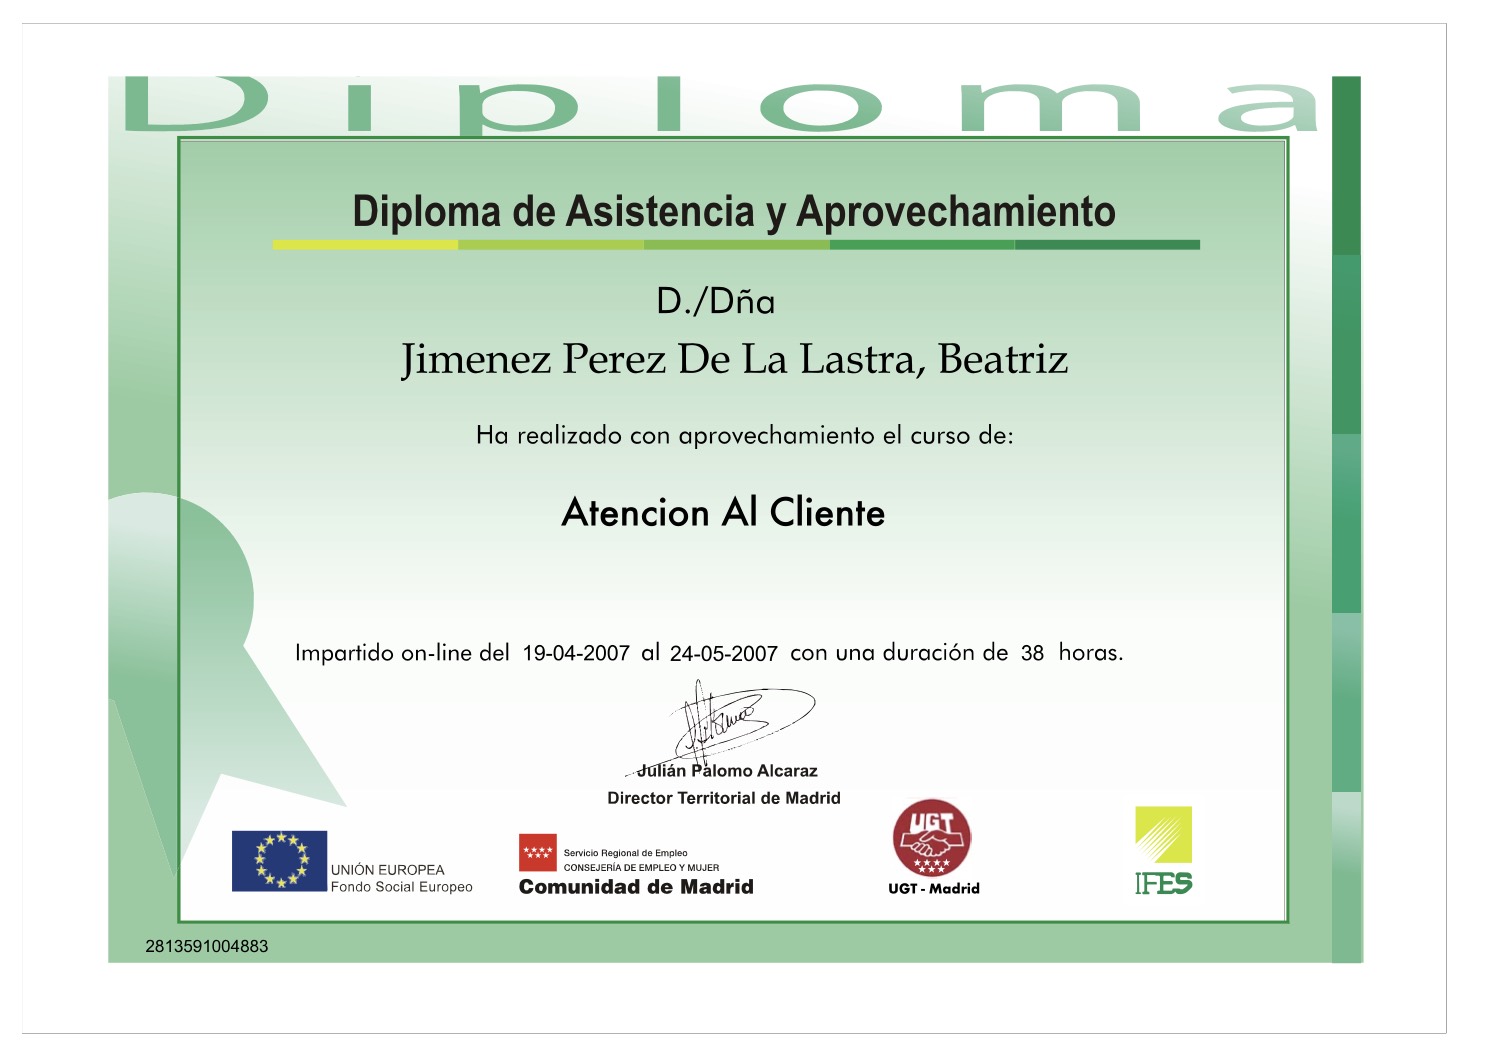 Diploma
Diploma de Asistencia y Aprovechamiento
D./Dña
Jimenez Perez De La Lastra, Beatriz
Ha realizado con aprovechamiento el curso de:
Atencion Al Cliente
Impartido on-line del 19-04-2007 al 24-05-2007 con una duración de 38 horas.
Julián Palomo Alcaraz
Director Territorial de Madrid
UNIÓN EUROPEA
Fondo Social Europeo
Servicio Regional de Empleo
CONSEJERÍA DE EMPLEO Y MUJER
Comunidad de Madrid
UGT
UGT - Madrid
IFES
2813591004883